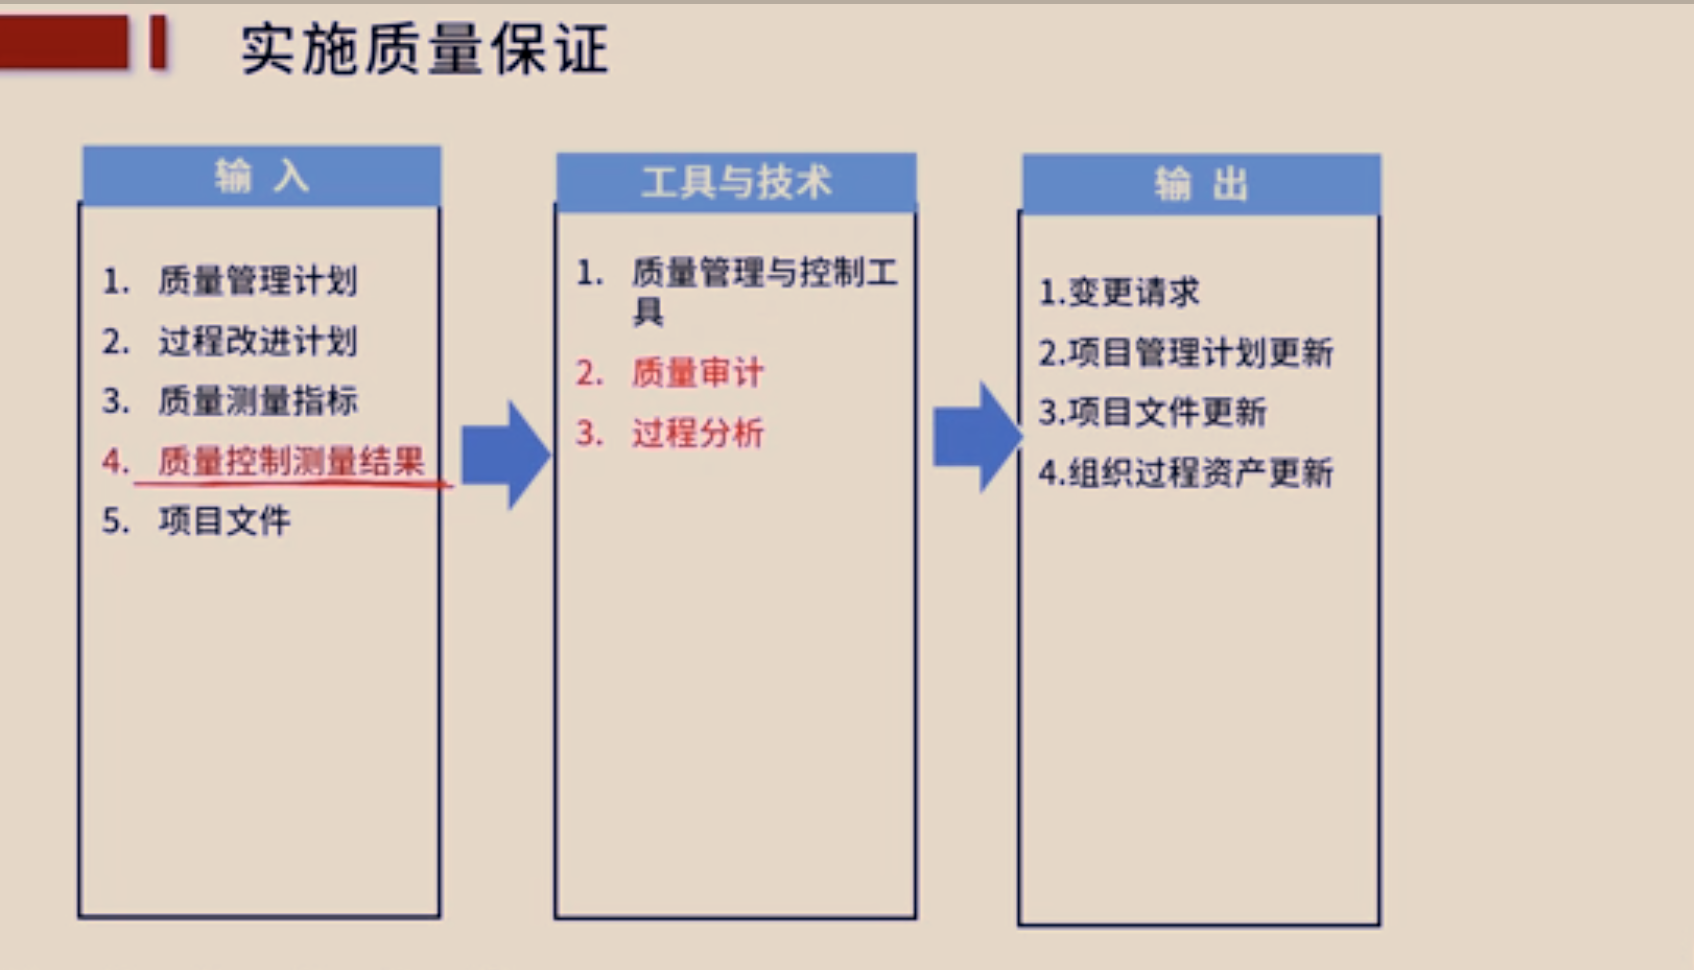 实施质量保证
输 入
1. 质量管理计划
2. 过程改进计划
3. 质量测量指标
4. 质量控制测量结果
5. 项目文件
工具与技术
1. 质量管理与控制工
具
2. 质量审计
3. 过程分析
输 出
1.变更请求
2.项目管理计划更新
3.项目文件更新
4.组织过程资产更新